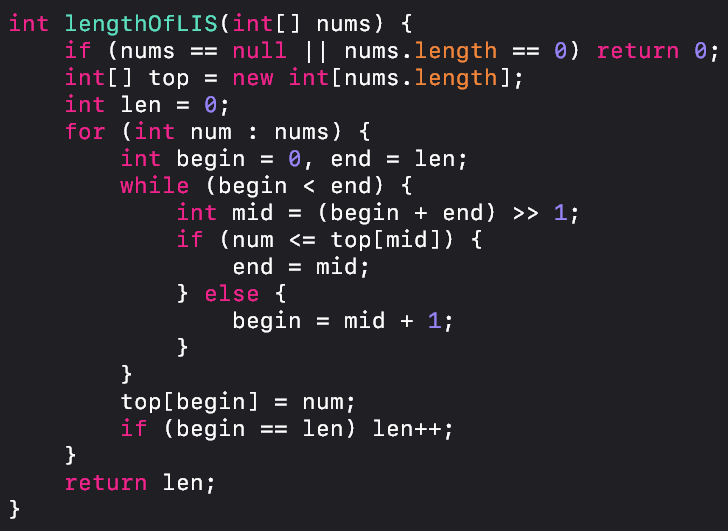 int lengthOfLIS(int[] nums) {
    if (nums == null || nums.length == 0) return 0;
    int[] top = new int[nums.length];
    int len = 0;
    for (int num : nums) {
        int begin = 0, end = len;
        while (begin < end) {
            int mid = (begin + end) >> 1;
            if (num <= top[mid]) {
                end = mid;
            } else {
                begin = mid + 1;
            }
        }
        top[begin] = num;
        if (begin == len) len++;
    }
    return len;
}